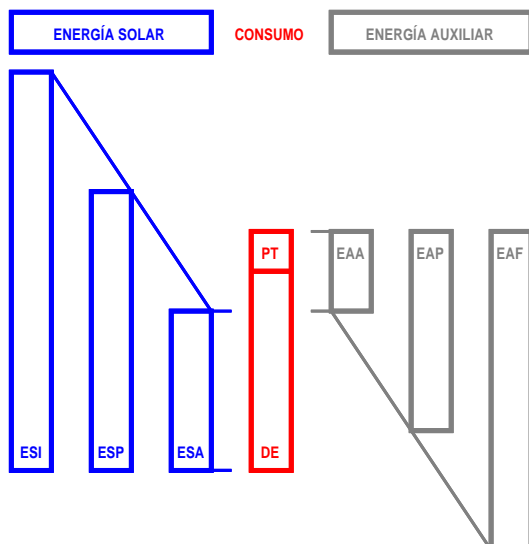 ENERGÍA SOLAR
CONSUMO
ENERGÍA AUXILIAR
PT
EAA
EAP
EAF
ESI
ESP
ESA
DE